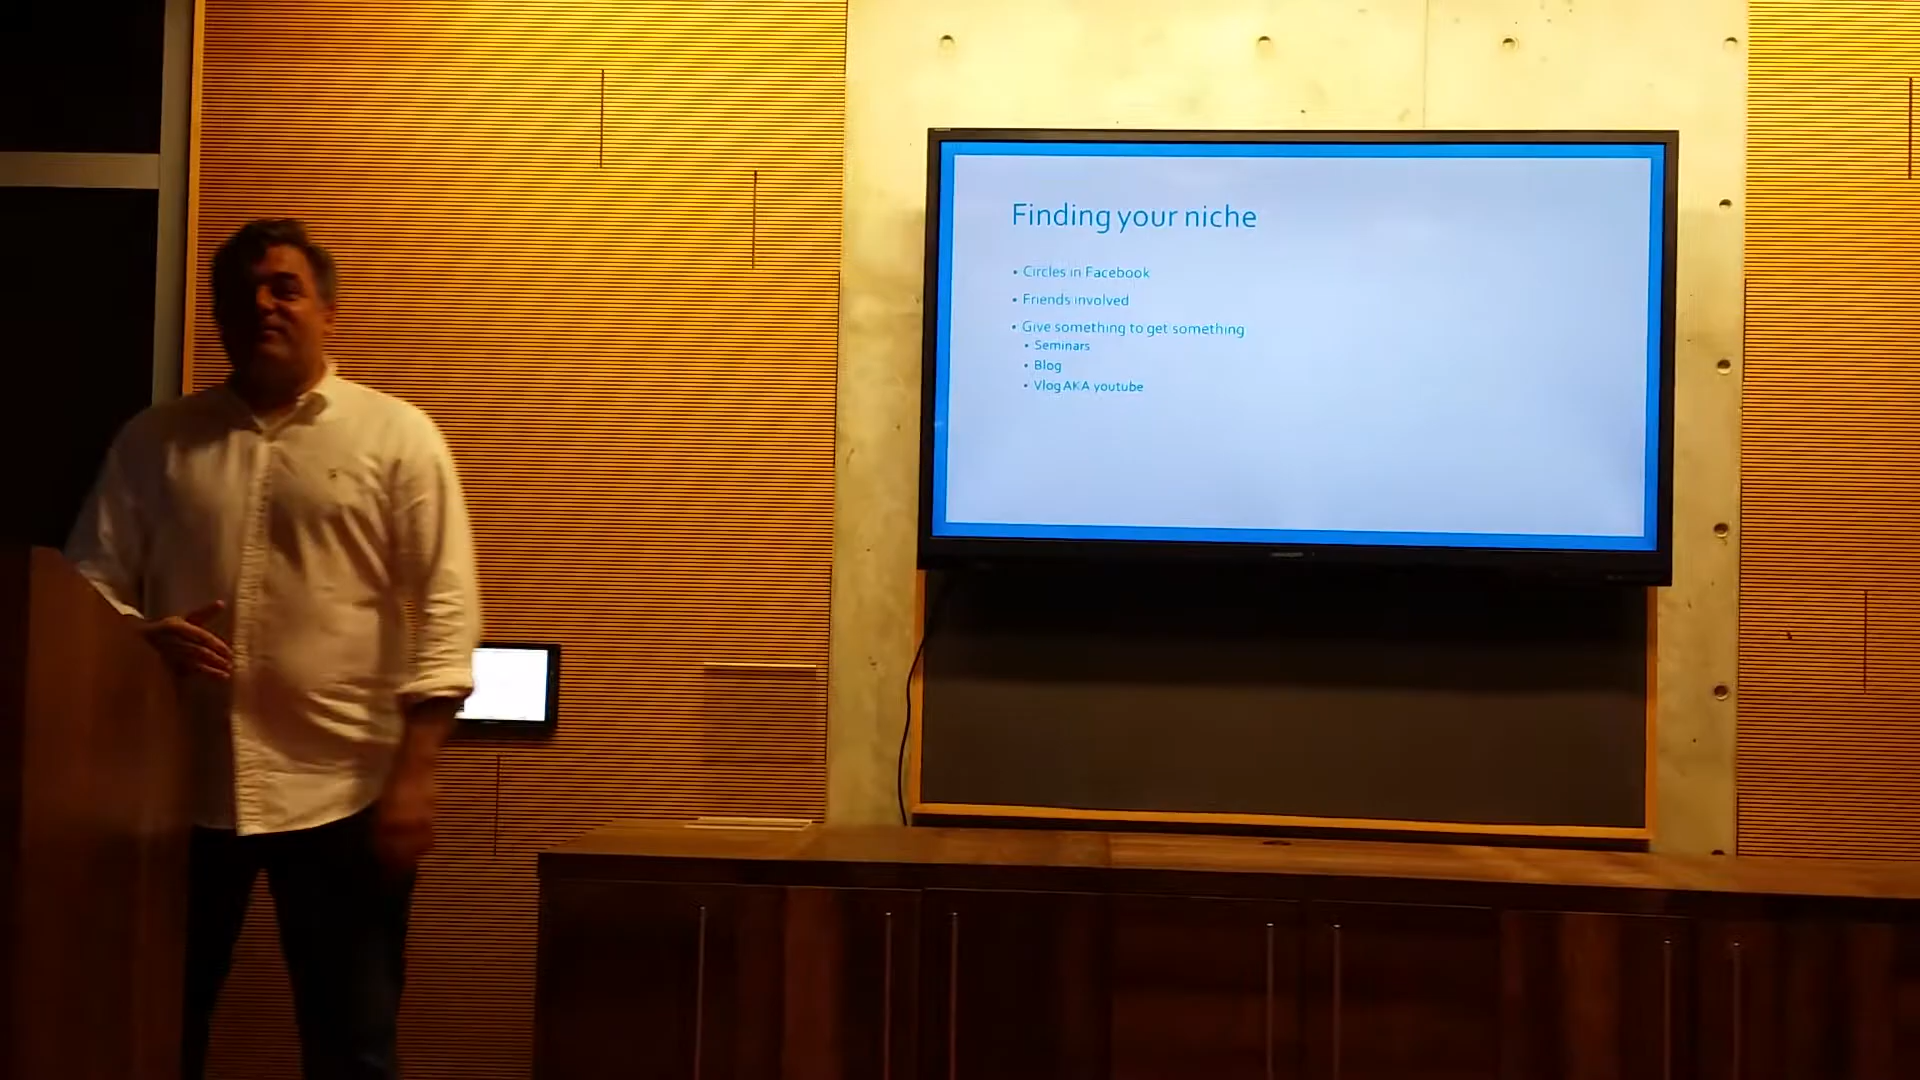 Finding your niche
• Circles in Facebook
• Friends involved
• Give something to get something
• Seminars
• Blog
• Vlog AKA youtube